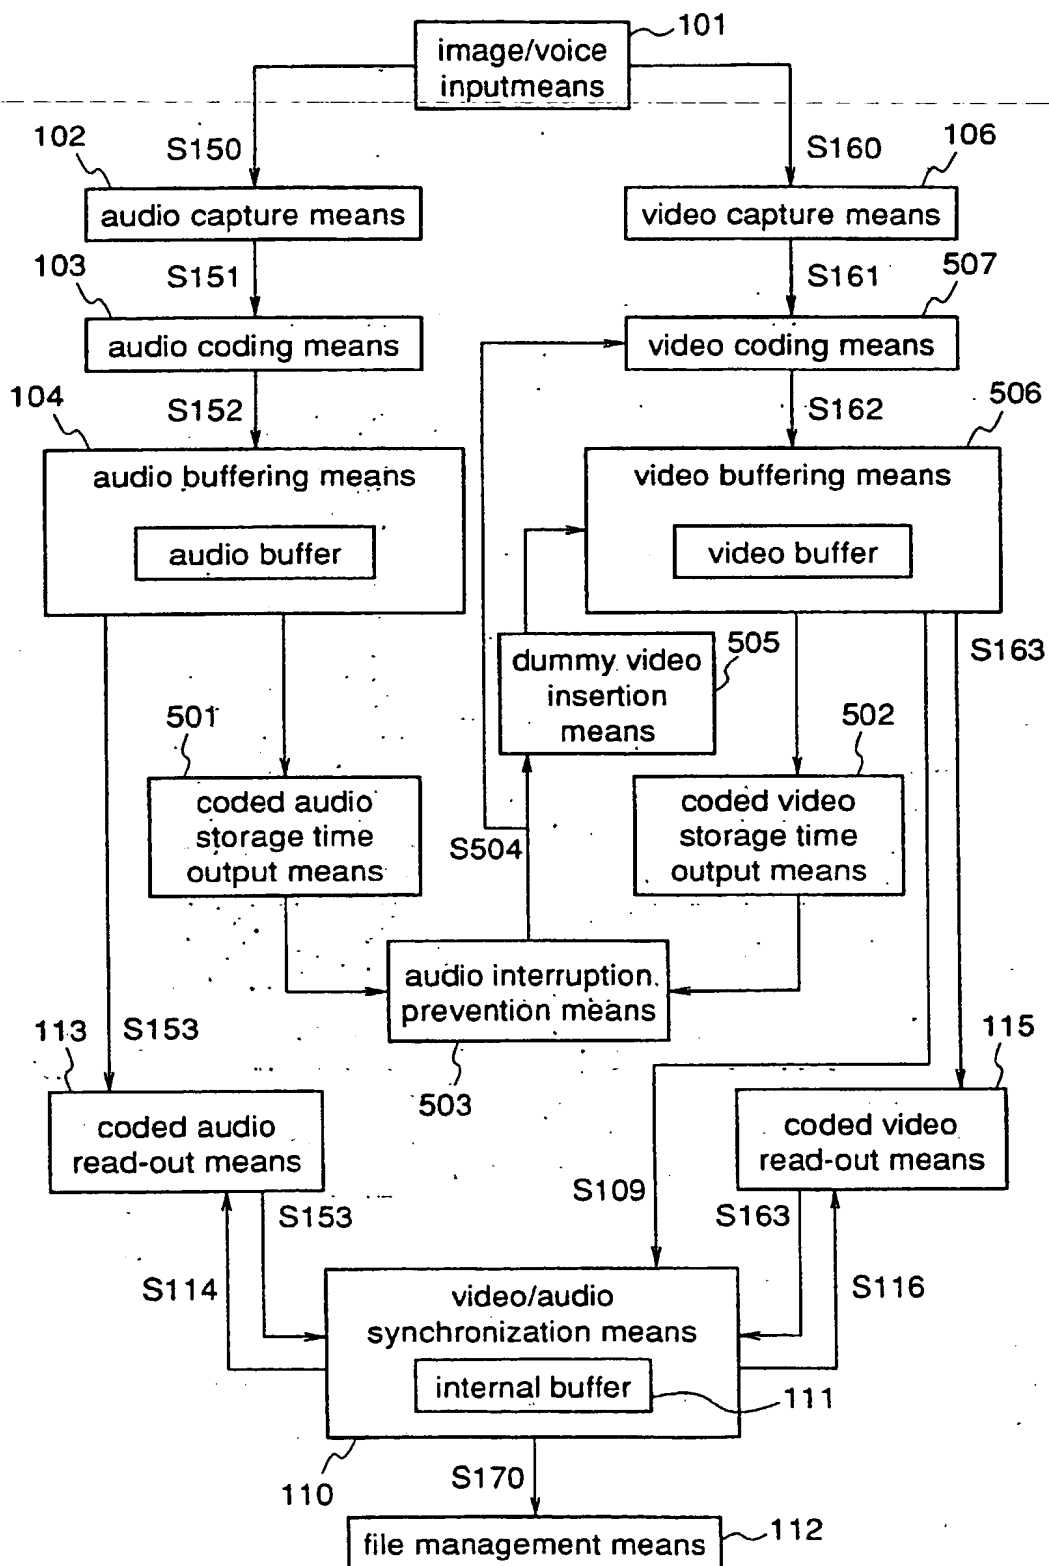 101
image/voice
inputmeans
S150
S160
102
106
audio capture means
video capture means
103
S151
S161
507
audio coding means
video coding means
104
S152
S162
506
audio buffering means
video buffering means
audio buffer
video buffer
S163
dummy video
insertion
means
505
501
502
coded audio
storage time
output means
S504
coded video
storage time
output means
audio interruption.
prevention means
S153
113
503
115
coded audio
read-out means
coded video
read-out means
S153
S109
S163
S114
S116
video/audio
synchronization means
internal buffer
111
110
S170
file management means
112